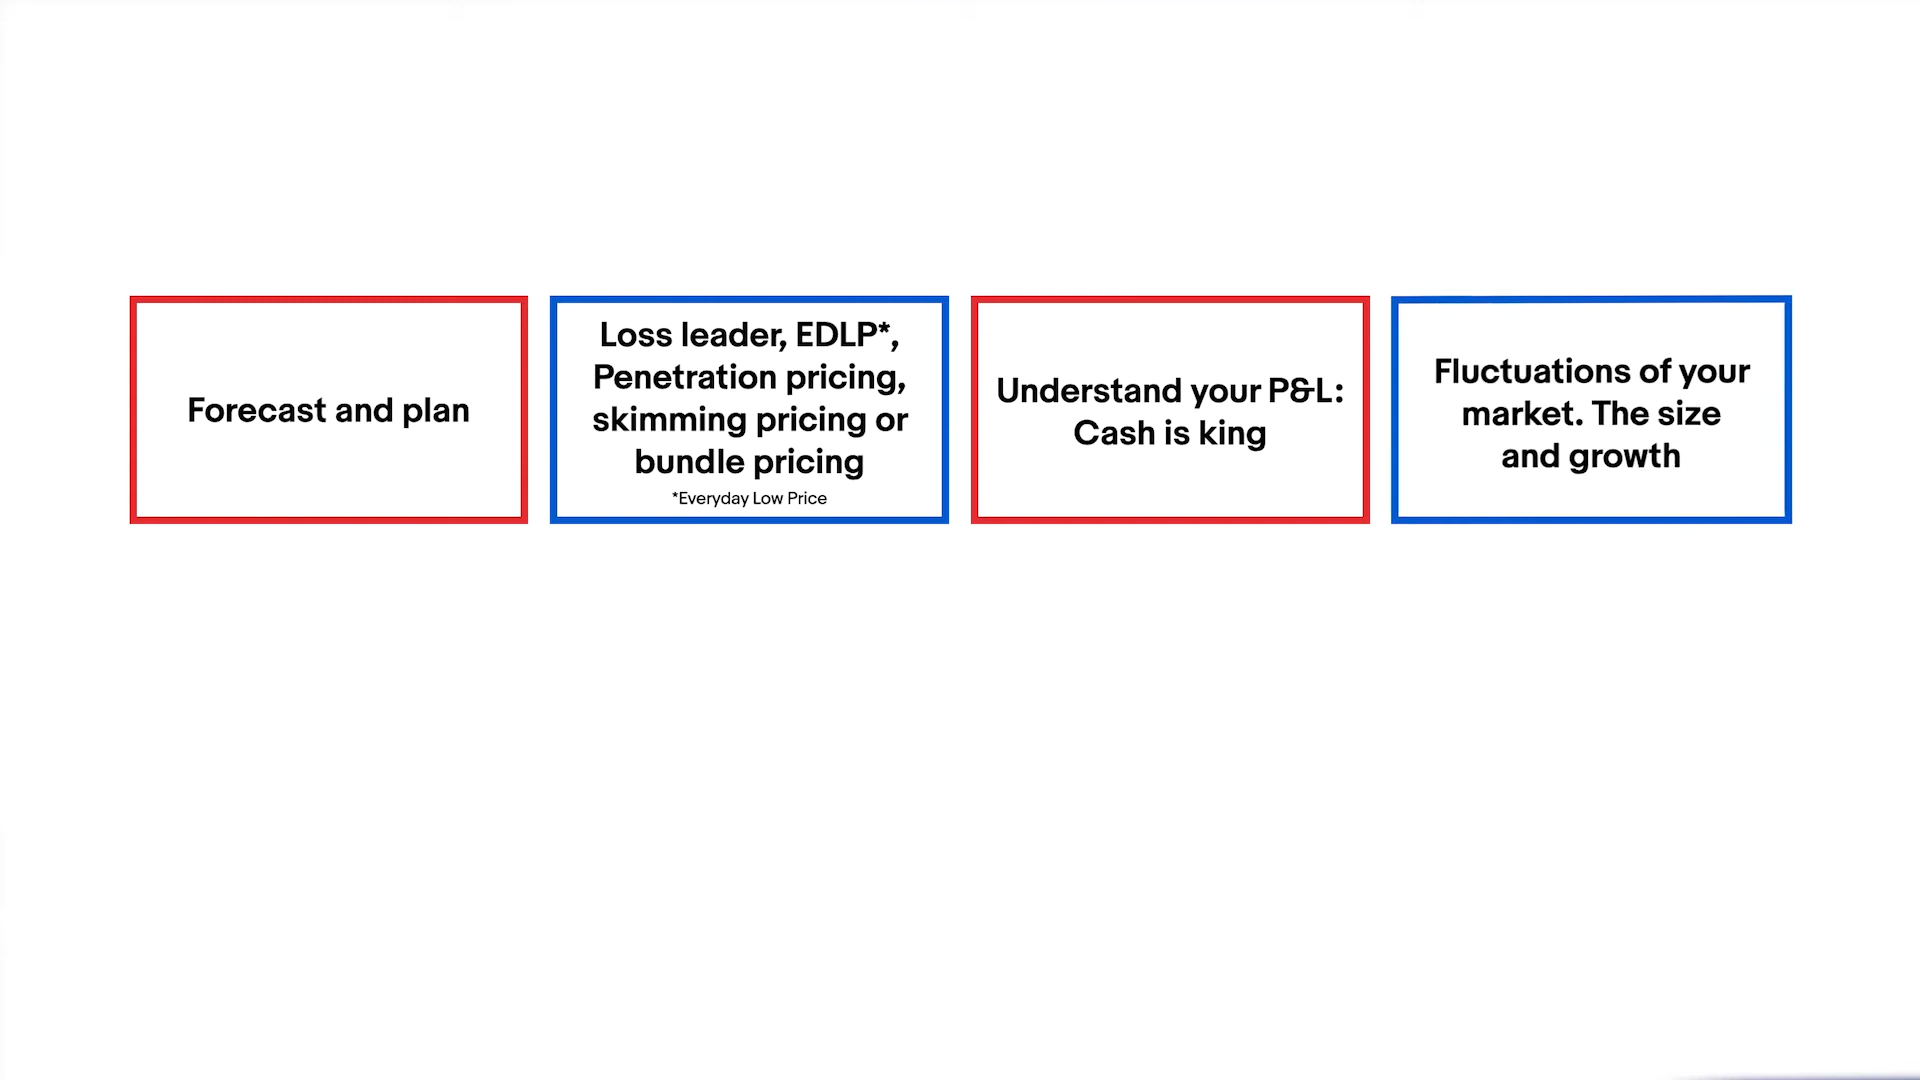 Forecast and plan
Loss leader, EDLP*,
Penetration pricing,
skimming pricing or
bundle pricing
*Everyday Low Price
Understand your P&L:
Cash is king
Fluctuations of your
market. The size
and growth